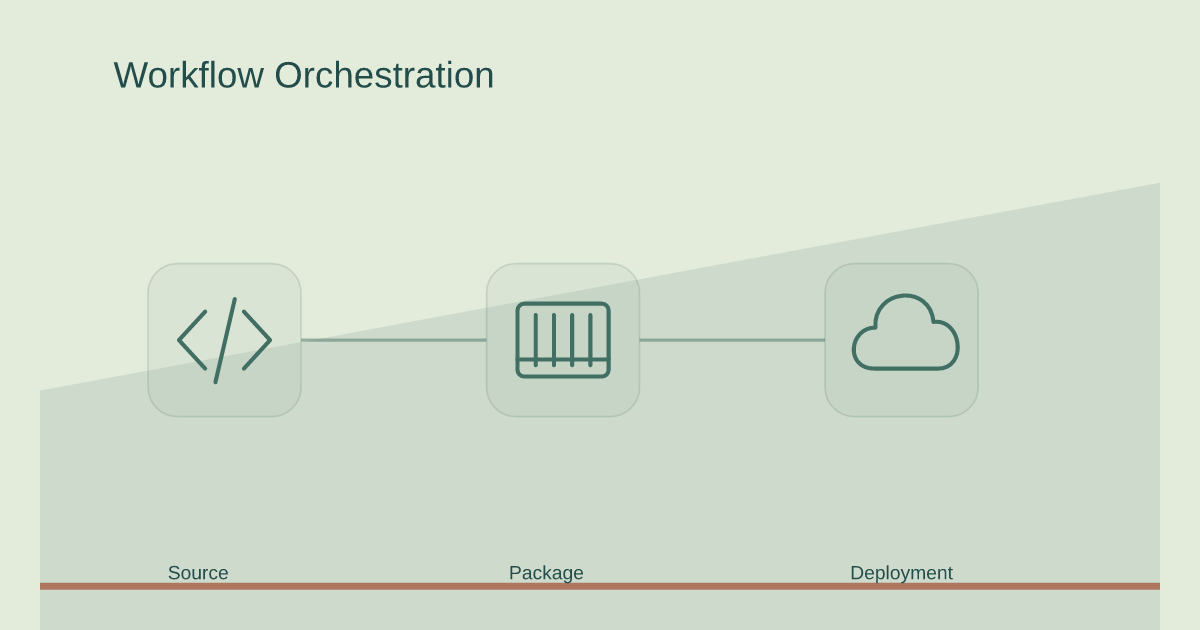 Workflow Orchestration
Source
Package
Deployment